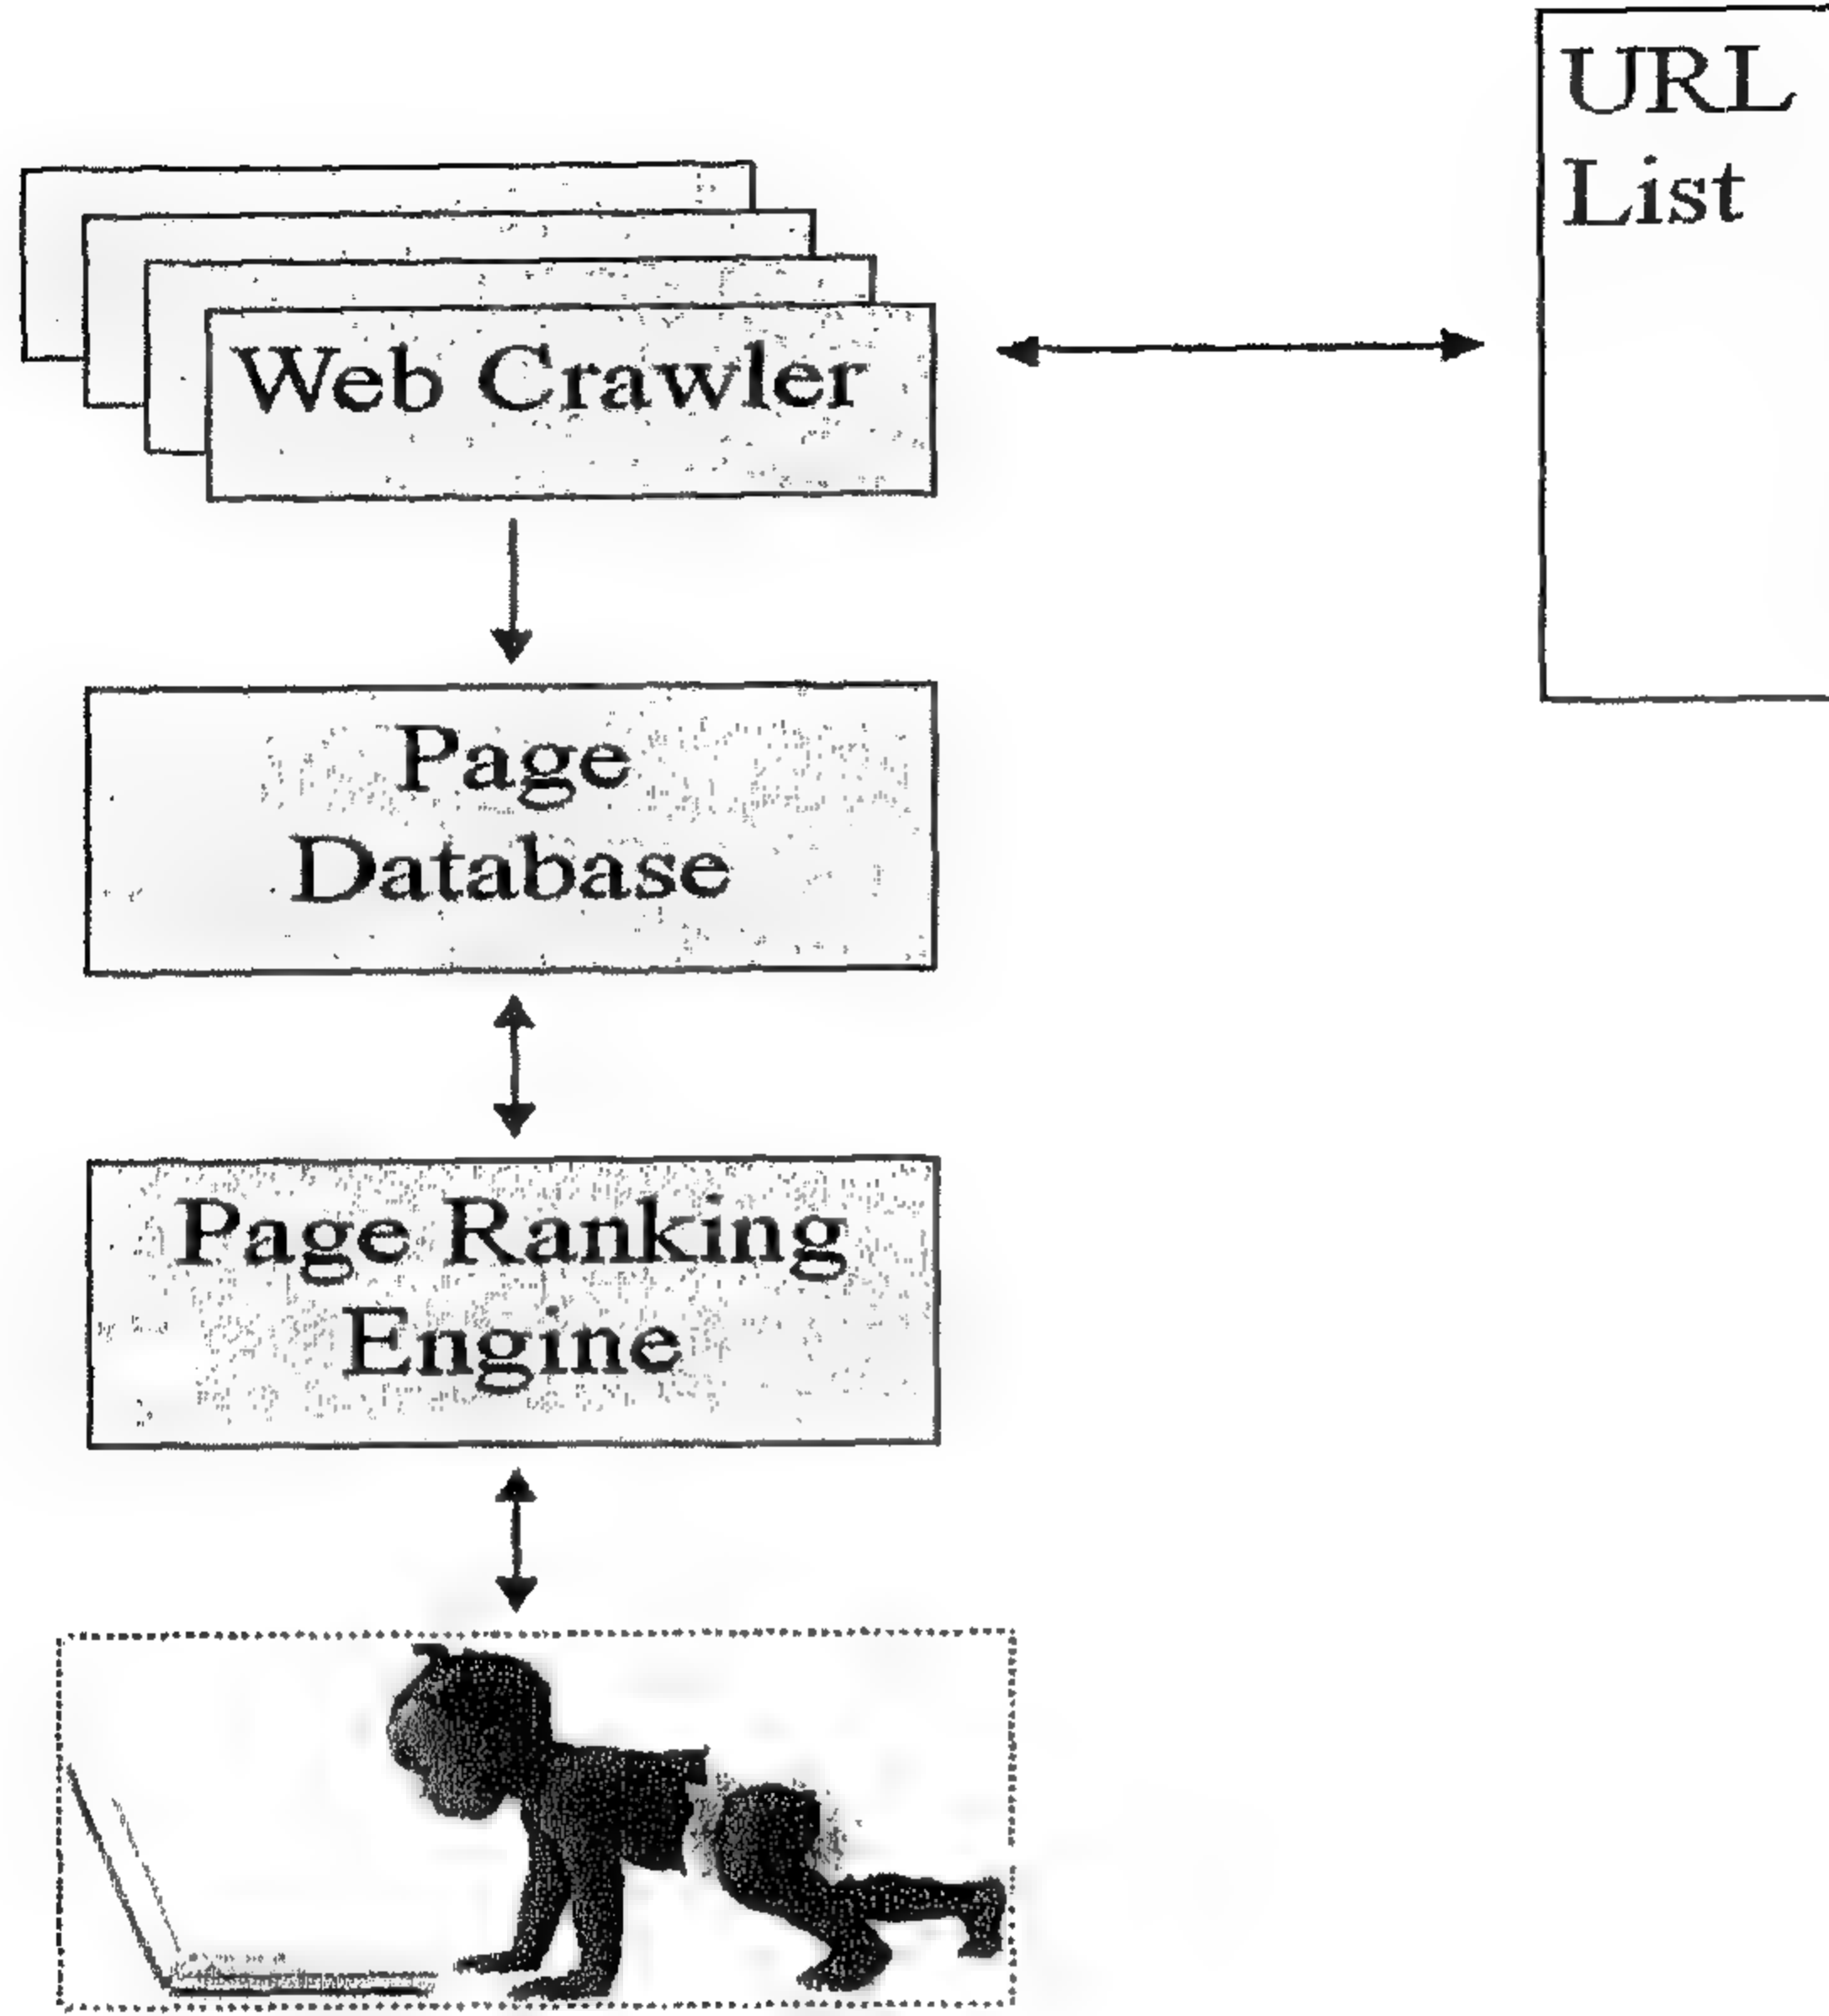 URL
List
Web Crawler
Page
Database
Page Ranking
Engine